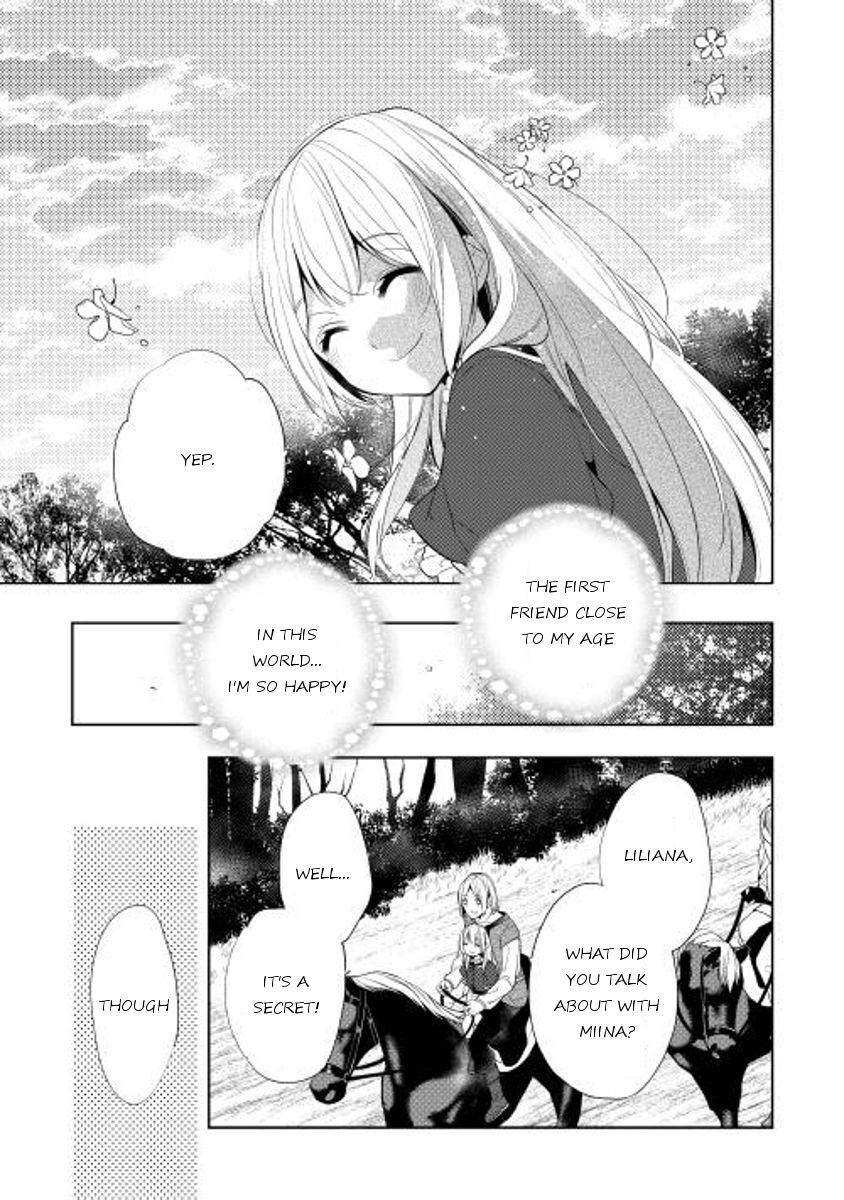 YEP.
THE FIRST
FRIEND CLOSE
TO MY AGE
IN THIS
WORLD...
I'M SO HAPPY!
LILIANA,
WHAT DID
YOU TALK
ABOUT WITH
MIINA?
WELL...
IT'S A
SECRET!
THOUGH